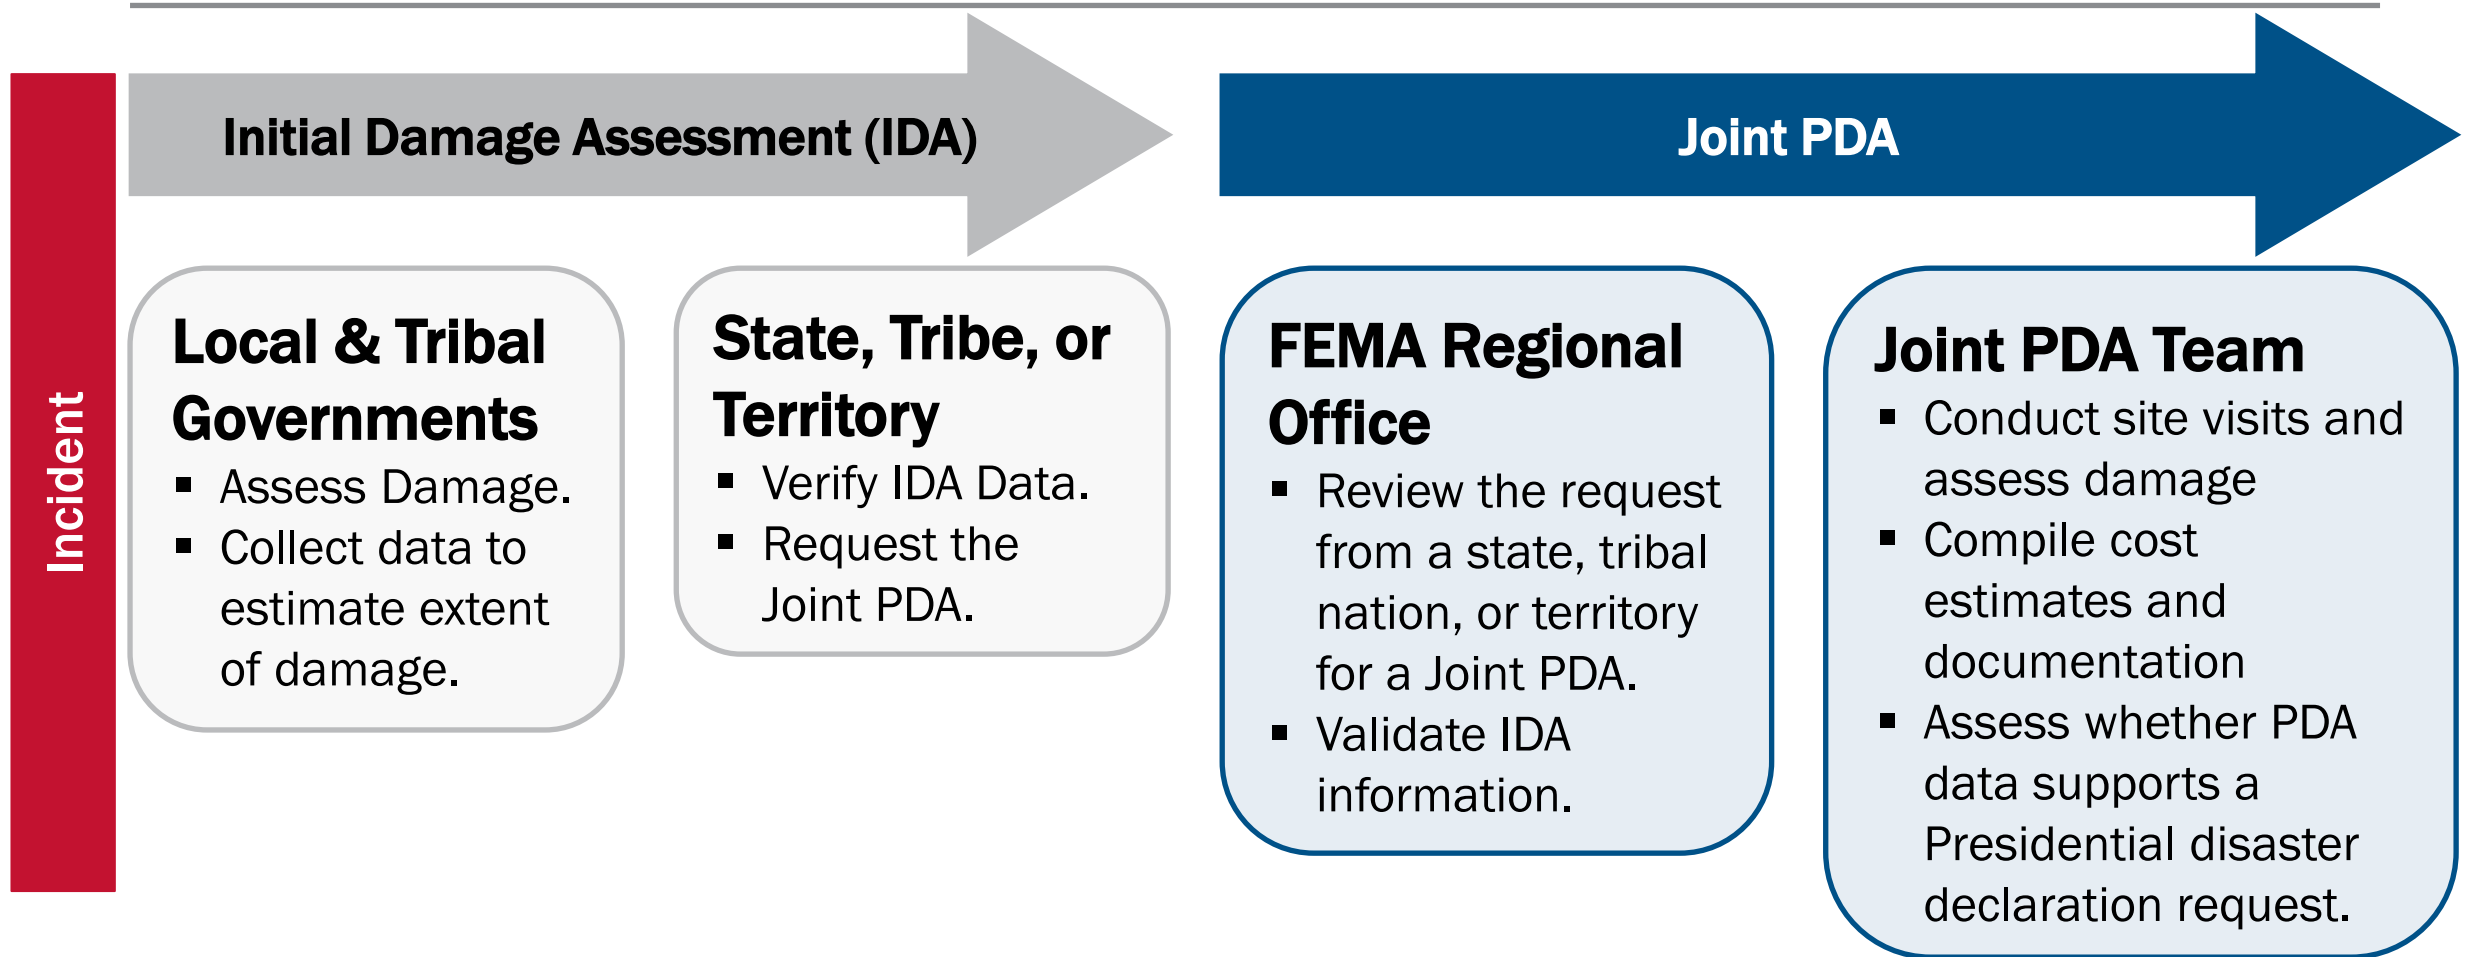 Incident
Initial Damage Assessment (IDA)
Joint PDA
Local & Tribal
Governments
▪ Assess Damage.
▪ Collect data to
estimate extent
of damage.
State, Tribe, or
Territory
▪ Verify IDA Data.
▪ Request the
Joint PDA.
FEMA Regional
Office
▪ Review the request
from a state, tribal
nation, or territory
for a Joint PDA.
▪ Validate IDA
information.
Joint PDA Team
▪ Conduct site visits and
assess damage
▪ Compile cost
estimates and
documentation
▪ Assess whether PDA
data supports a
Presidential disaster
declaration request.